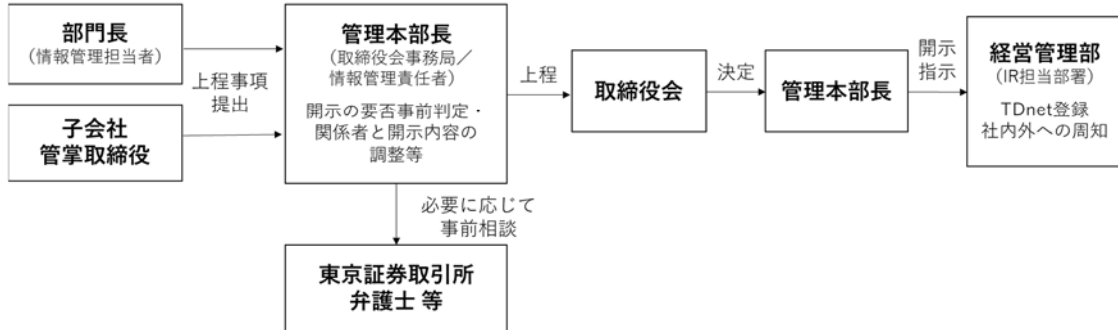 部門長
（情報管理担当者）
子会社
管掌取締役
上程事項
提出
管理本部長
（取締役会事務局／
情報管理責任者）
開示の要否事前判定・
関係者と開示内容の
調整等
必要に応じて
事前相談
東京証券取引所
弁護士 等
上程
取締役会
決定
管理本部長
開示
指示
経営管理部
（IR担当部署）
TDnet登録
社内外への周知